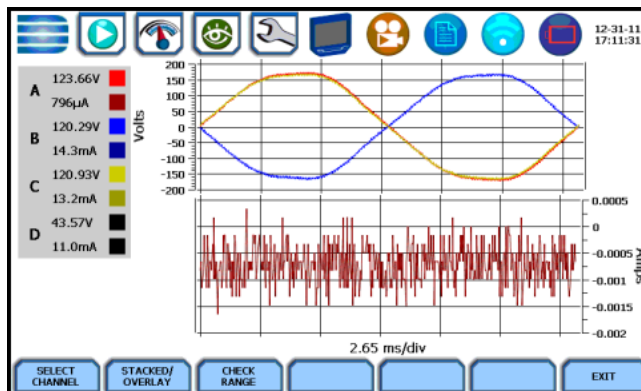 12-31-11
17:11:31
A
123.66V
796µA
B
120.29V
14.3mA
C
120.93V
13.2mA
D
43.57V
11.0mA
Volts
200
150
100
50
0
-50
-100
-150
-200
0.0005
0
-0.0005
-0.001
-0.0015
-0.002
Amps
2.65 ms/div
SELECT CHANNEL
STACKED/ OVERLAY
CHECK RANGE
EXIT